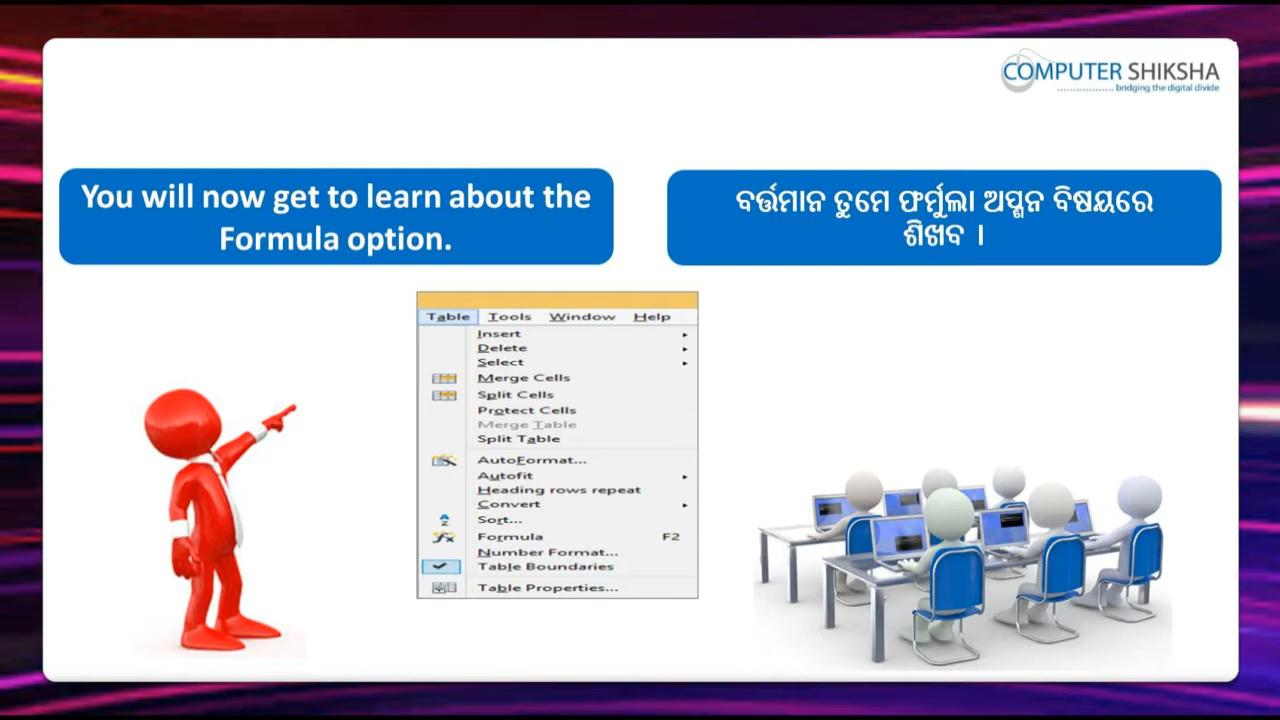 COMPUTER SHIKSHA
bridging the digital divide
You will now get to learn about the
Formula option.
ବର୍ତ୍ତମାନ ତୁମେ ଫର୍ମୁଲା ଅପ୍ସନ ବିଷୟରେ
ଶିଖବ ।
Table Tools Window Help
Insert
Delete
Select
Merge Cells
Split Cells
Protect Cells
Merge Table
Split Table
AutoFormat...
Autofit
Heading rows repeat
Convert
Sort...
Formula F2
Number Format...
Table Boundaries
Table Properties...